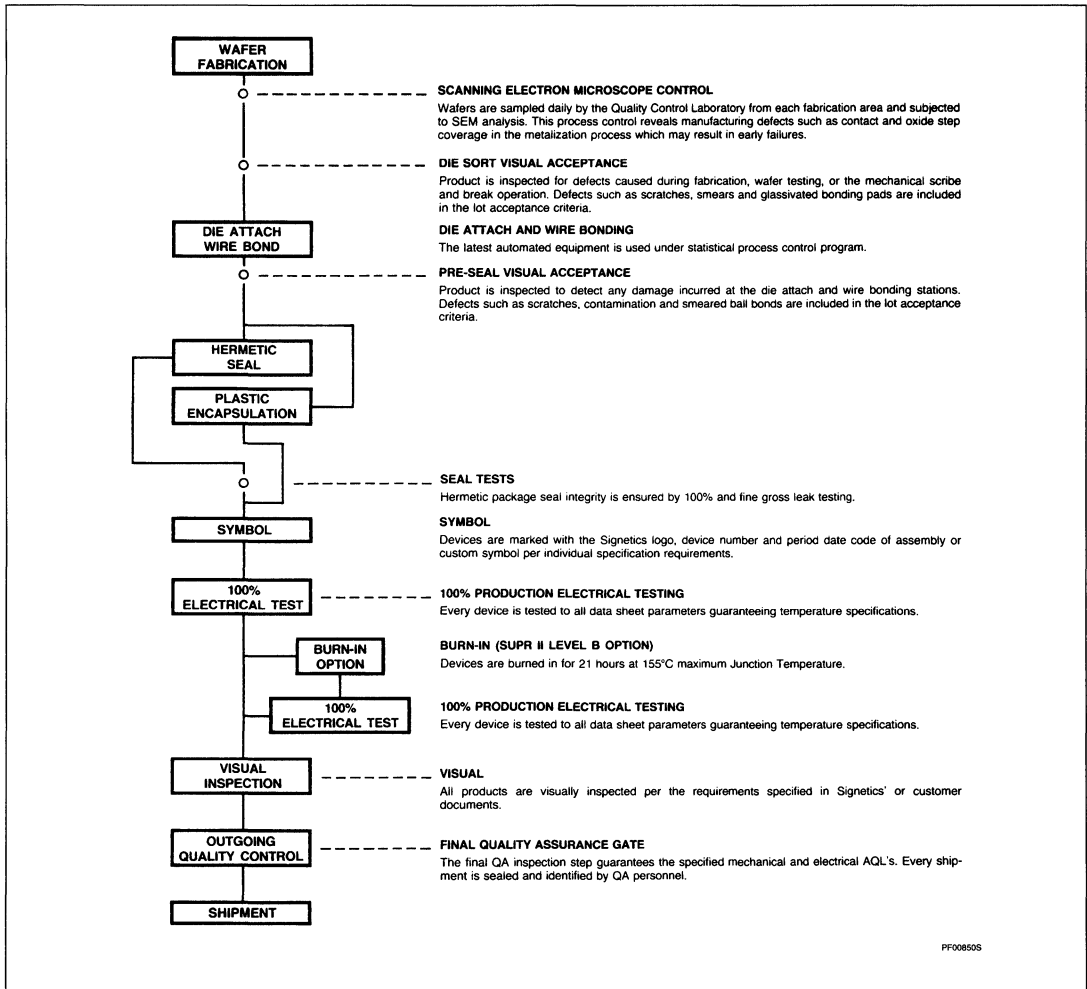 WAFER
FABRICATION
SCANNING ELECTRON MICROSCOPE CONTROL
Wafers are sampled daily by the Quality Control Laboratory from each fabrication area and subjected
to SEM analysis. This process control reveals manufacturing defects such as contact and oxide step
coverage in the metalization process which may result in early failures.
DIE SORT VISUAL ACCEPTANCE
Product is inspected for defects caused during fabrication, wafer testing, or the mechanical scribe
and break operation. Defects such as scratches, smears and glassivated bonding pads are included
in the lot acceptance criteria.
DIE ATTACH
WIRE BOND
DIE ATTACH AND WIRE BONDING
The latest automated equipment is used under statistical process control program.
PRE-SEAL VISUAL ACCEPTANCE
Product is inspected to detect any damage incurred at the die attach and wire bonding stations.
Defects such as scratches, contamination and smeared ball bonds are included in the lot acceptance
criteria.
HERMETIC
SEAL
PLASTIC
ENCAPSULATION
SEAL TESTS
Hermetic package seal integrity is ensured by 100% and fine gross leak testing.
SYMBOL
SYMBOL
Devices are marked with the Signetics logo, device number and period date code of assembly or
custom symbol per individual specification requirements.
100%
ELECTRICAL TEST
100% PRODUCTION ELECTRICAL TESTING
Every device is tested to all data sheet parameters guaranteeing temperature specifications.
BURN-IN
OPTION
BURN-IN (SUPR II LEVEL B OPTION)
Devices are burned in for 21 hours at 155°C maximum Junction Temperature.
100%
ELECTRICAL TEST
100% PRODUCTION ELECTRICAL TESTING
Every device is tested to all data sheet parameters guaranteeing temperature specifications.
VISUAL
INSPECTION
VISUAL
All products are visually inspected per the requirements specified in Signetics' or customer
documents.
OUTGOING
QUALITY CONTROL
FINAL QUALITY ASSURANCE GATE
The final QA inspection step guarantees the specified mechanical and electrical AQL's. Every ship-
ment is sealed and identified by QA personnel.
SHIPMENT
PF00850S